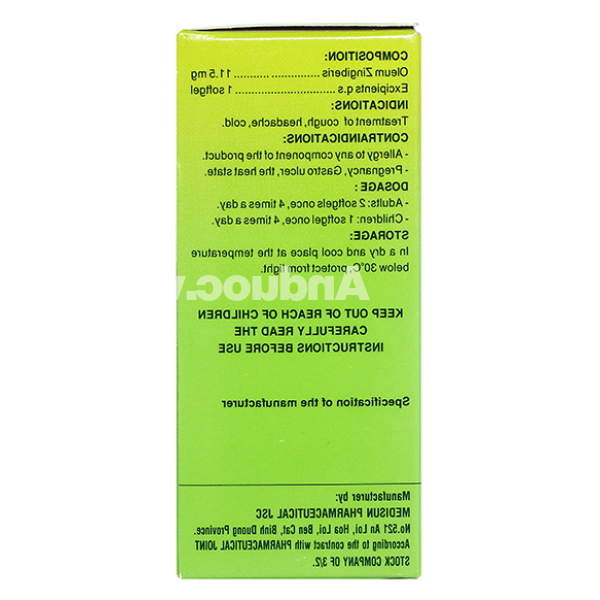 COMPOSITION:
Oleum Zingiberis .................. 11.5 mg
Excipients q.s .................................. 1 softgel
INDICATIONS:
Treatment of cough, headache, cold.
CONTRAINDICATIONS:
- Allergy to any component of the product.
- Pregnancy, Gastro ulcer, the heat state.
DOSAGE :
- Adults: 2 softgels, once, 4 times a day.
- Children: 1 softgel once, 4 times a day.
STORAGE:
In a dry and cool place at the temperature
below 30°C, protect from light.
Anduoc.v
KEEP OUT OF REACH OF CHILDREN
CAREFULLY READ THE
INSTRUCTIONS BEFORE USE
Specification of the manufacturer
Manufacturer by:
MEDISUN PHARMACEUTICAL JSC
No.521 An Loi, Hoa Loi, Ben Cat, Binh Duong Province.
According to the contract with PHARMACEUTICAL JOINT
STOCK COMPANY OF 3/2.